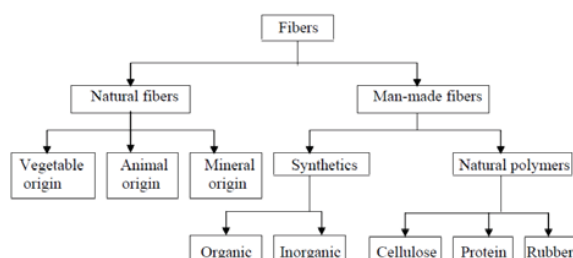 Fibers
Natural fibers
Man-made fibers
Vegetable
origin
Animal
origin
Mineral
origin
Synthetics
Natural polymers
Organic
Inorganic
Cellulose
Protein
Rubber